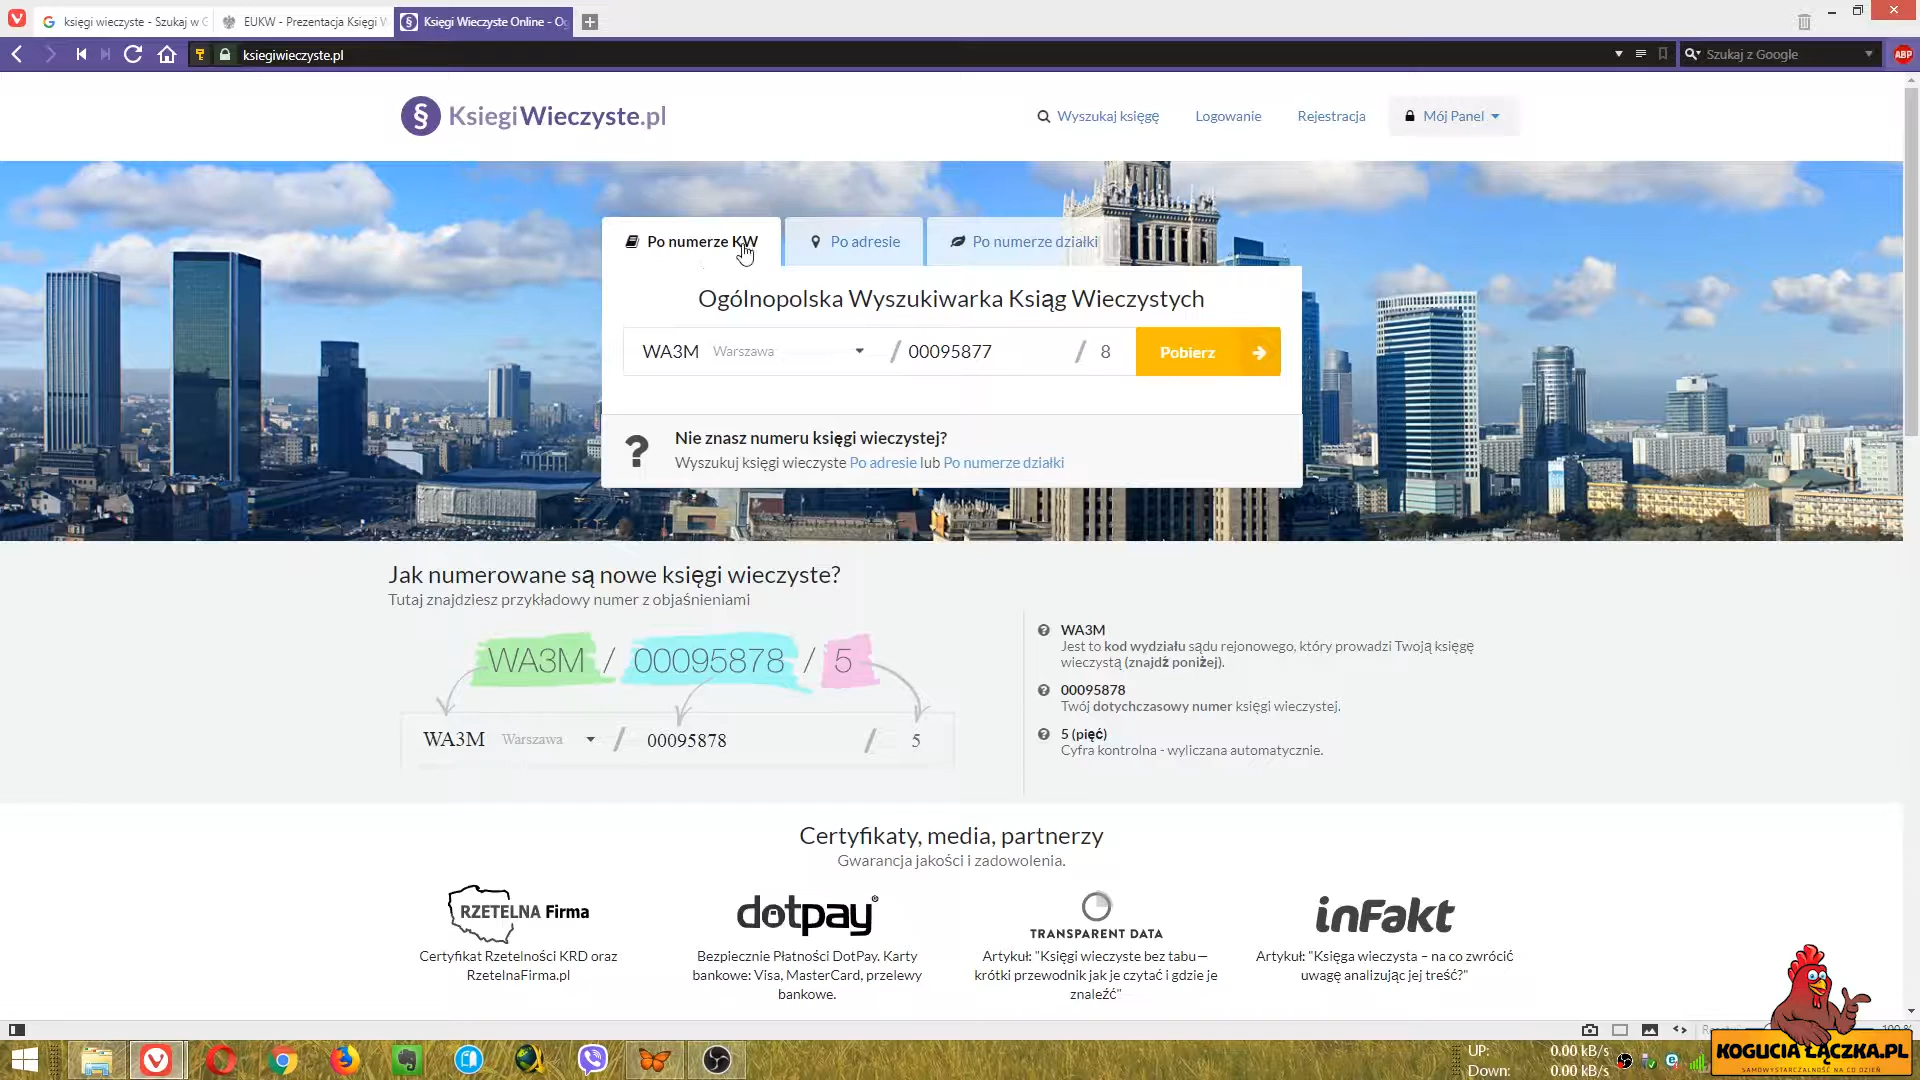 księgi wieczyste - Szukaj w G
EUKW - Prezentacja Księgi W
Księgi Wieczyste Online - Og
ksiegiwieczyste.pl
Szukaj z Google
ABP
§ KsiegiWieczyste.pl
Wyszukaj księgę
Logowanie
Rejestracja
Mój Panel
Po numerze KW
Po adresie
Po numerze działki
Ogólnopolska Wyszukiwarka Ksiąg Wieczystych
WA3M Warszawa / 00095877 / 8
Pobierz
?
Nie znasz numeru księgi wieczystej?
Wyszukuj księgi wieczyste Po adresie lub Po numerze działki
Jak numerowane są nowe księgi wieczyste?
Tutaj znajdziesz przykładowy numer z objaśnieniami
WA3M / 00095878 / 5
WA3M Warszawa / 00095878 / 5
WA3M
Jest to kod wydziału sądu rejonowego, który prowadzi Twoją księgę
wieczystą (znajdź poniżej).
00095878
Twój dotychczasowy numer księgi wieczystej.
5 (pięć)
Cyfra kontrolna - wyliczana automatycznie.
Certyfikaty, media, partnerzy
Gwarancja jakości i zadowolenia.
RZETELNA Firma
Certyfikat Rzetelności KRD oraz
RzetelnaFirma.pl
dotpay®
Bezpiecznie Płatności DotPay. Karty
bankowe: Visa, MasterCard, przelewy
bankowe.
TRANSPARENT DATA
Artykuł: "Księgi wieczyste bez tabu —
krótki przewodnik jak je czytać i gdzie je
znaleźć"
inFakt
Artykuł: "Księga wieczysta – na co zwrócić
uwagę analizując jej treść?"
UP: 0.00 kB/s
Down: 0.00 kB/s
KOGUCIA ŁĄCZKA.PL
SAMOWYSTARCZALNOŚĆ NA CO DZIEŃ